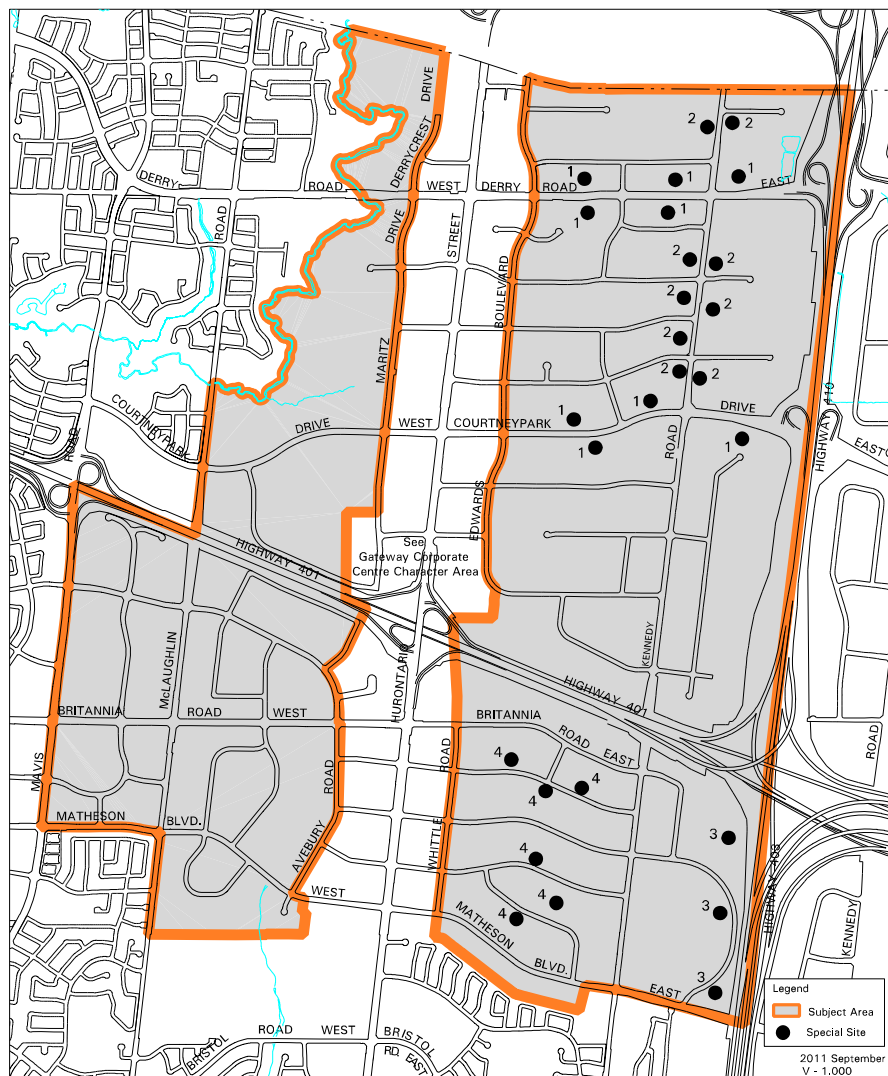 DRIVE
DERRYCREST
2
2
DERRY
ROAD
WEST
DERRY
ROAD
EAST
1
1
1
1
1
ROAD
DRIVE
STREET
BOULEVARD
HIGHWAY 410
2
2
2
2
2
2
2
MARITZ
COURTNEYPARK
DRIVE
WEST
COURTNEYPARK
DRIVE
EAST
1
1
1
1
ROAD
ROAD
EDWARDS
See
Gateway Corporate
Centre Character Area
HIGHWAY 401
McLAUGHLIN
HURONTARIO
KENNEDY
HIGHWAY 401
BRITANNIA
ROAD
WEST
BRITANNIA
ROAD
EAST
ROAD
MAVIS
ROAD
ROAD
4
4
4
4
4
4
MATHESON
BLVD.
WEST
AVEBURY
WHITTLE
MATHESON
BLVD.
EAST
3
3
3
HIGHWAY 403
KENNEDY
BRISTOL
ROAD
WEST
BRISTOL
RD. EAST
Legend
Subject Area
Special Site
2011 September
V - 1.000